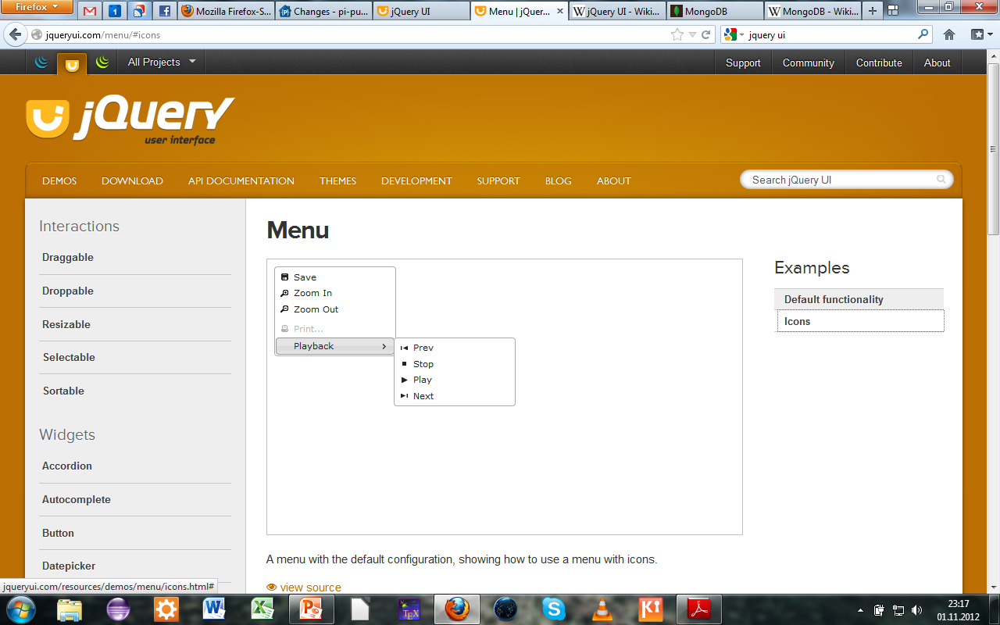 Firefox
1
Mozilla Firefox-S...
Changes - pi-pu...
jQuery UI
Menu | jQuer...
jQuery UI - Wiki...
MongoDB
MongoDB - Wiki...
jqueryui.com/menu/#icons
jquery ui
All Projects
Support
Community
Contribute
About
jQuery
user interface
DEMOS
DOWNLOAD
API DOCUMENTATION
THEMES
DEVELOPMENT
SUPPORT
BLOG
ABOUT
Search jQuery UI
Interactions
Draggable
Droppable
Resizable
Selectable
Sortable
Widgets
Accordion
Autocomplete
Button
Datepicker
Menu
Save
Zoom In
Zoom Out
Print...
Playback
Prev
Stop
Play
Next
Examples
Default functionality
Icons
A menu with the default configuration, showing how to use a menu with icons.
view source
jqueryui.com/resources/demos/menu/icons.html#
TEX
23:17
01.11.2012